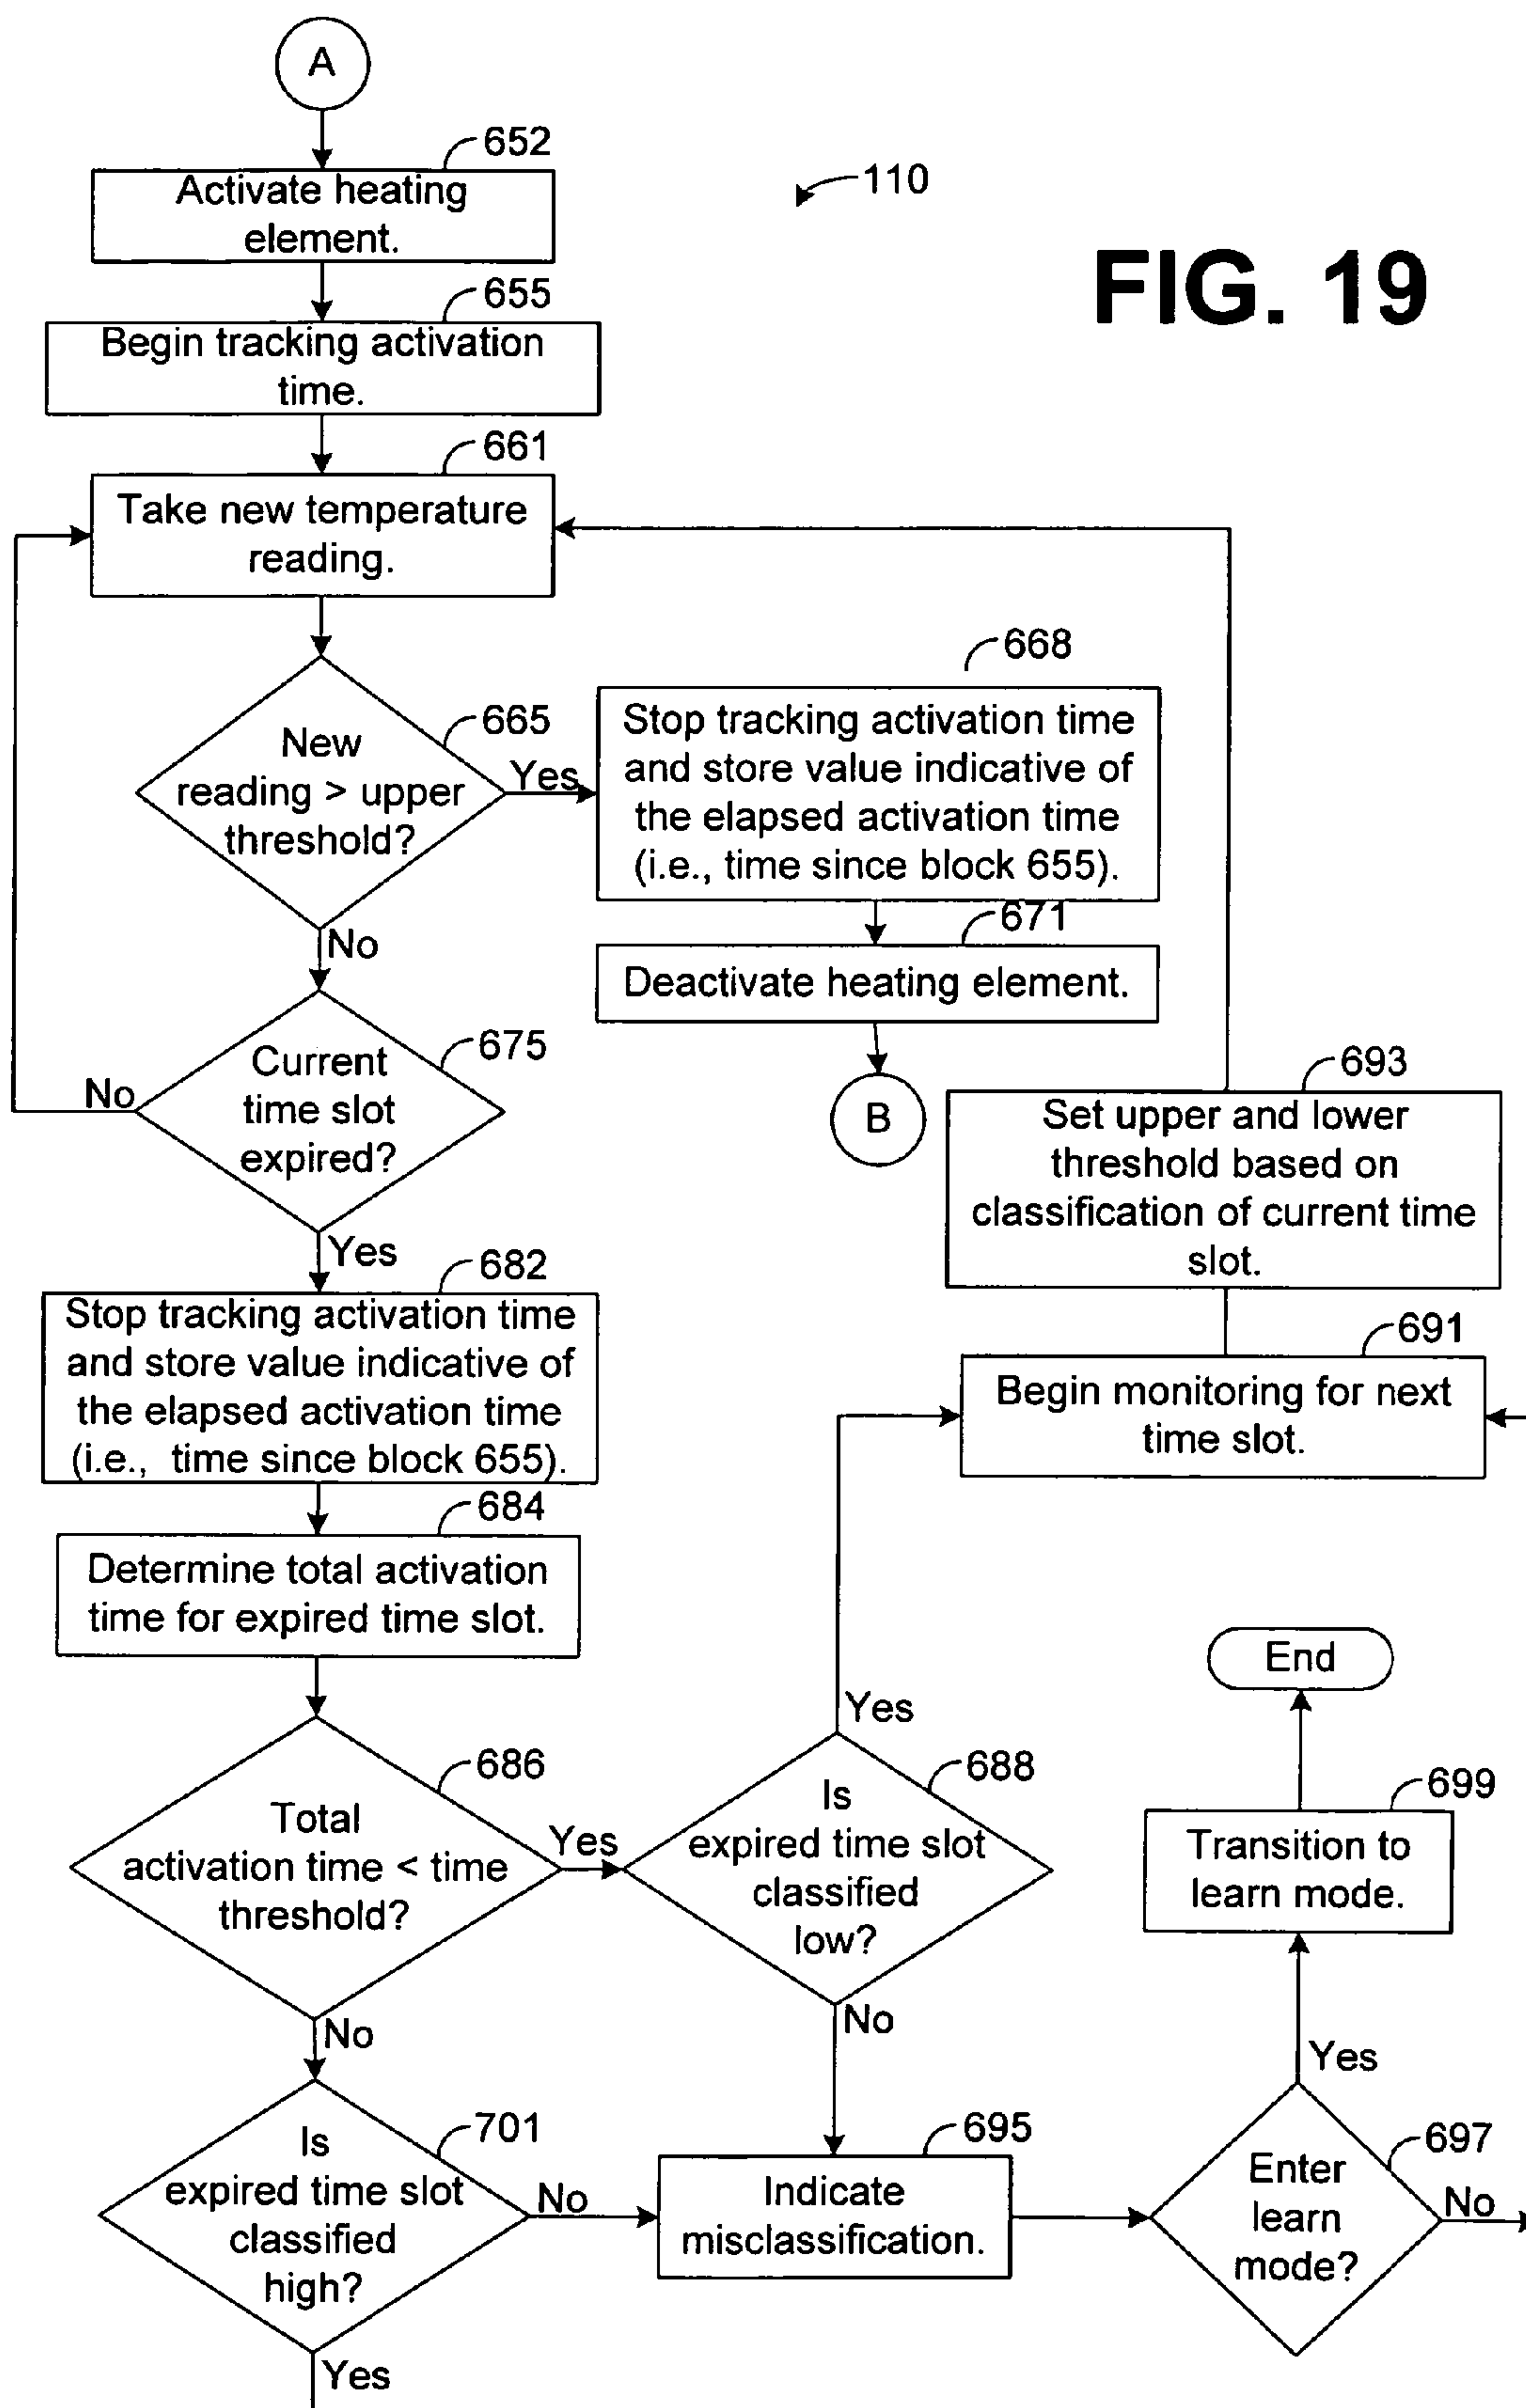 A
652
Activate heating
element.
110
FIG. 19
655
Begin tracking activation
time.
661
Take new temperature
reading.
665
New
reading > upper
threshold?
Yes
668
Stop tracking activation time
and store value indicative of
the elapsed activation time
(i.e., time since block 655).
671
Deactivate heating element.
B
No
675
Current
time slot
expired?
No
Yes
682
Stop tracking activation time
and store value indicative of
the elapsed activation time
(i.e., time since block 655).
684
Determine total activation
time for expired time slot.
693
Set upper and lower
threshold based on
classification of current time
slot.
691
Begin monitoring for next
time slot.
686
Total
activation time < time
threshold?
Yes
688
Is
expired time slot
classified
low?
Yes
No
End
699
Transition to
learn mode.
Yes
No
701
Is
expired time slot
classified
high?
No
Yes
695
Indicate
misclassification.
697
Enter
learn
mode?
No